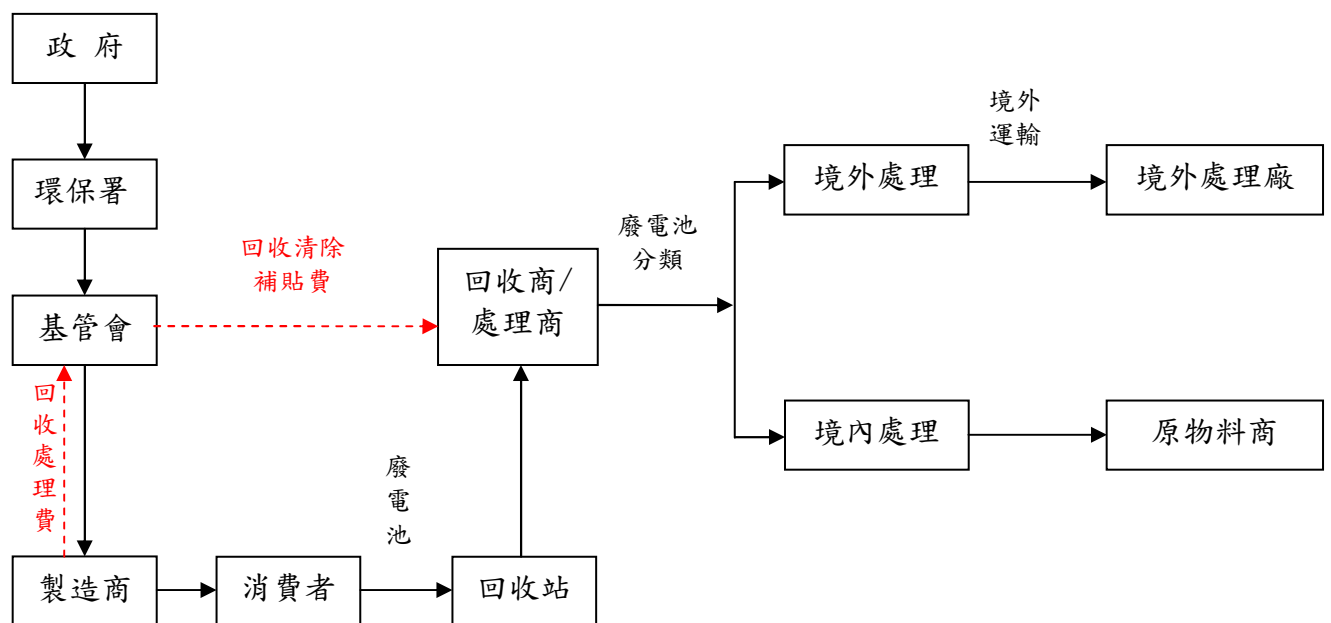 政 府
境外
運輸
環保署
境外處理
境外處理廠
回收清除
補貼費
廢電池
分類
回收商/
處理商
基管會
回收處理費
境內處理
原物料商
廢電池
製造商
消費者
回收站